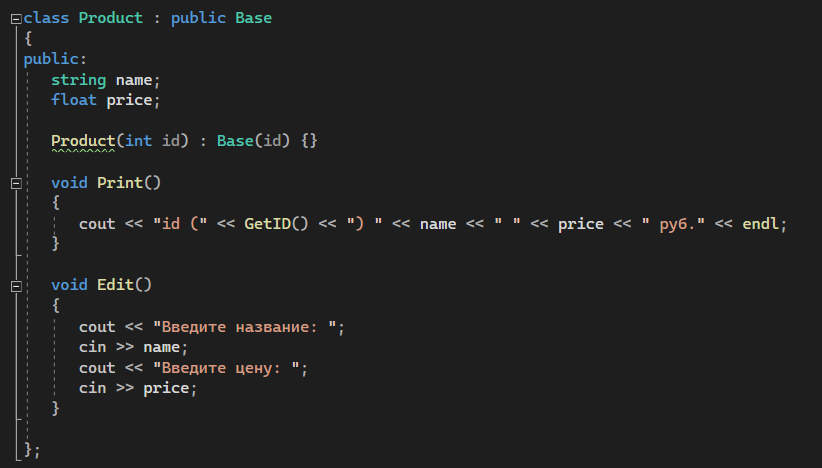 class Product : public Base
{
public:
string name;
float price;
Product(int id) : Base(id) {}
void Print()
{
cout << "id (" << GetID() << ") " << name << " " << price << " руб." << endl;
}
void Edit()
{
cout << "Введите название: ";
cin >> name;
cout << "Введите цену: ";
cin >> price;
}
};